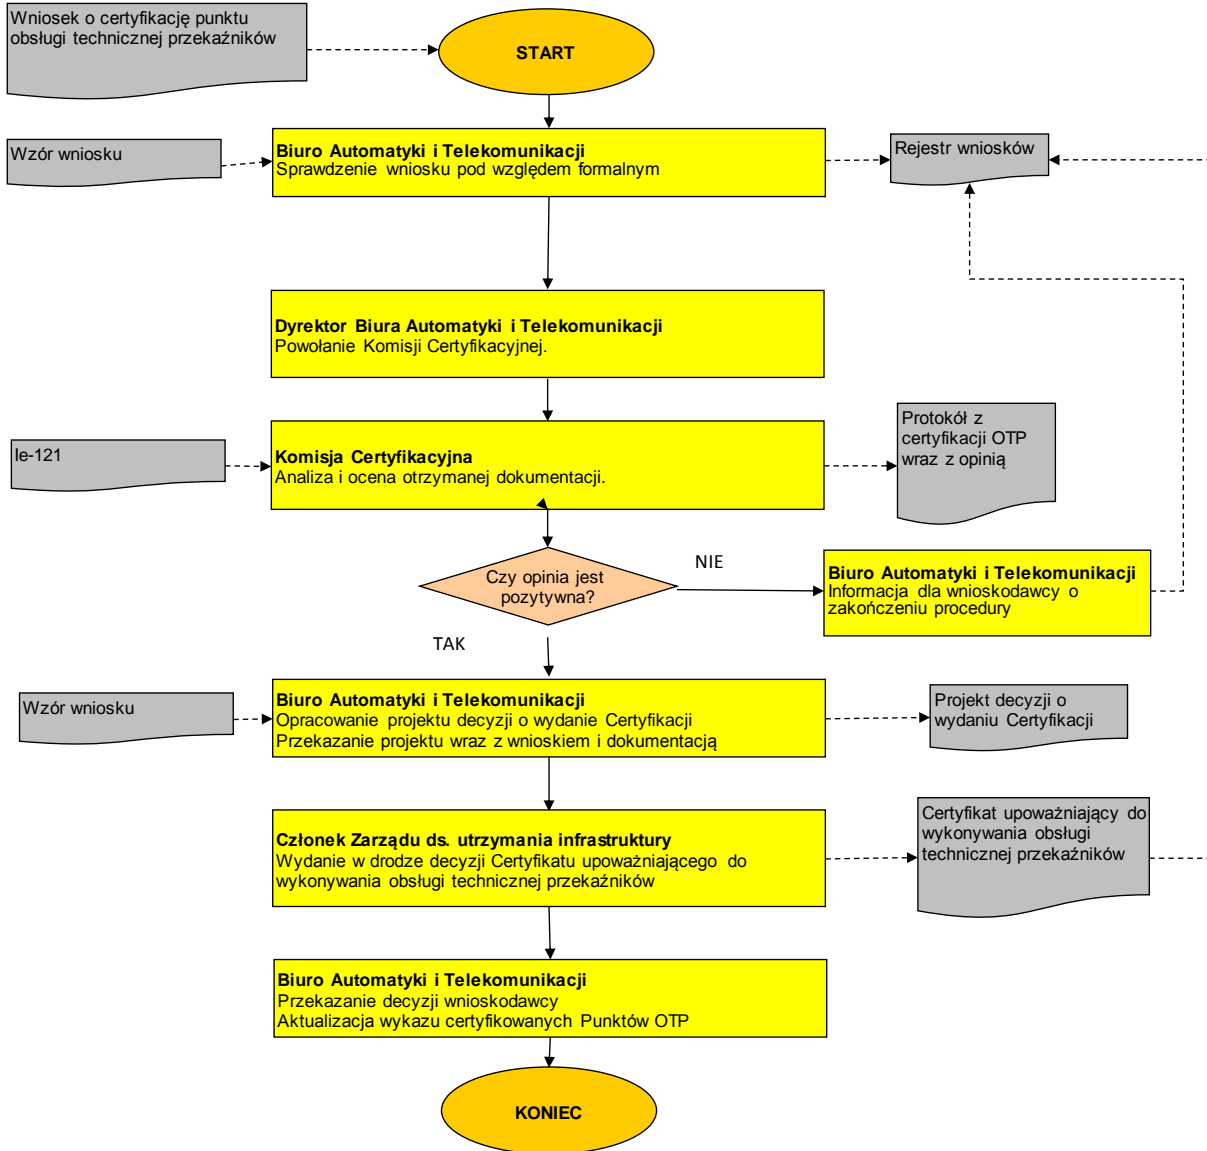 Wniosek o certyfikację punktu
obsługi technicznej przekaźników
START
Wzór wniosku
Biuro Automatyki i Telekomunikacji
Sprawdzenie wniosku pod względem formalnym
Rejestr wniosków
Dyrektor Biura Automatyki i Telekomunikacji
Powołanie Komisji Certyfikacyjnej.
Ie-121
Komisja Certyfikacyjna
Analiza i ocena otrzymanej dokumentacji.
Protokół z
certyfikacji OTP
wraz z opinią
Czy opinia jest
pozytywna?
NIE
Biuro Automatyki i Telekomunikacji
Informacja dla wnioskodawcy o
zakończeniu procedury
TAK
Wzór wniosku
Biuro Automatyki i Telekomunikacji
Opracowanie projektu decyzji o wydanie Certyfikacji
Przekazanie projektu wraz z wnioskiem i dokumentacją
Projekt decyzji o
wydaniu Certyfikacji
Członek Zarządu ds. utrzymania infrastruktury
Wydanie w drodze decyzji Certyfikatu upoważniającego do
wykonywania obsługi technicznej przekaźników
Certyfikat upoważniający do
wykonywania obsługi
technicznej przekaźników
Biuro Automatyki i Telekomunikacji
Przekazanie decyzji wnioskodawcy
Aktualizacja wykazu certyfikowanych Punktów OTP
KONIEC